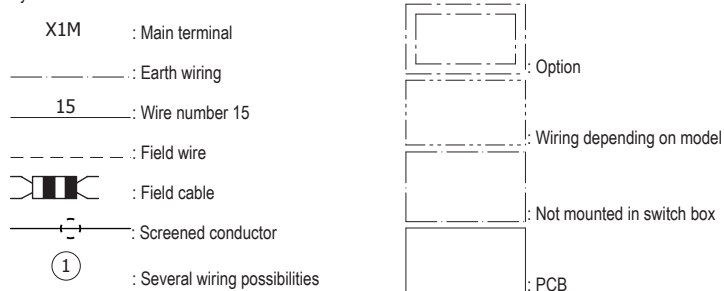 X1M : Main terminal
: Earth wiring
15 : Wire number 15
: Field wire
: Field cable
: Screened conductor
1 : Several wiring possibilities
: Option
: Wiring depending on model
: Not mounted in switch box
: PCB